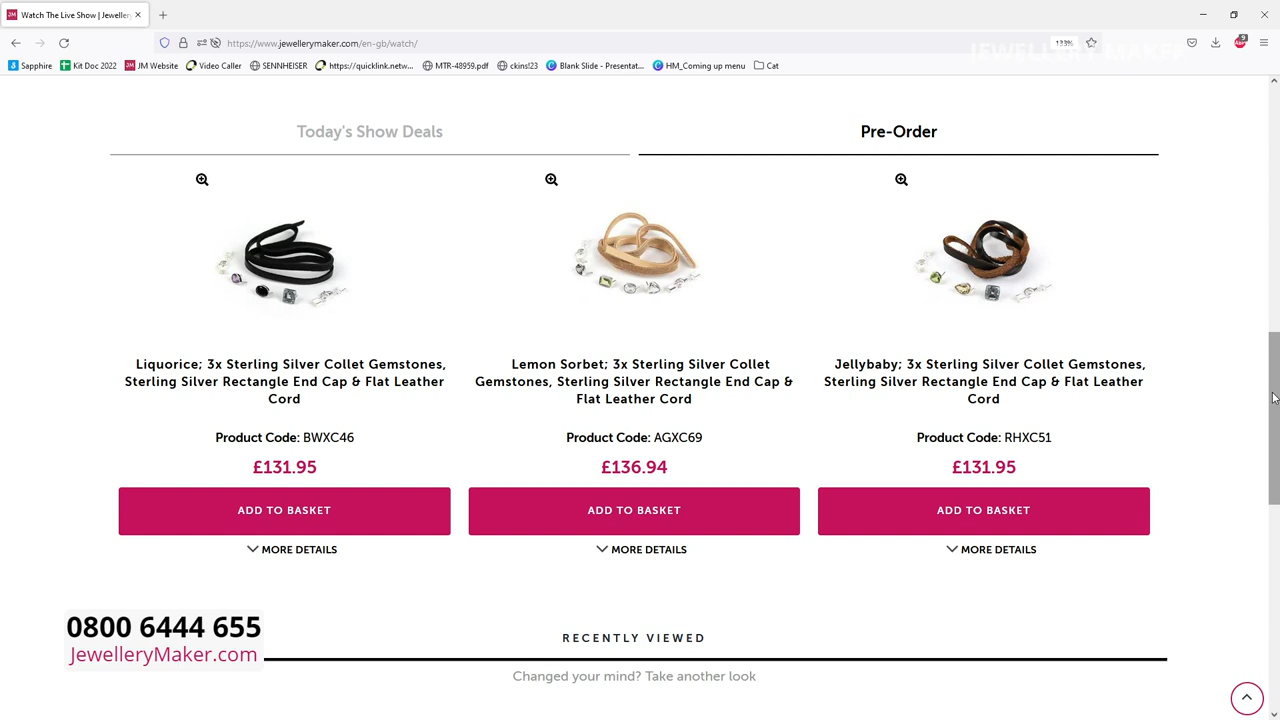 Watch The Live Show | Jewellery
https://www.jewellerymaker.com gb/watch/
133%
JEWELLERY MAKER
Sapphire
Kit Doc 2022
JM Website
Video Caller
SENNHEISER
https://quicklink.netw...
MTR-48959.pdf
ckins!23
Blank Slide - Presentat...
HM_Coming up menu
Cat
Today's Show Deals
Pre-Order
Liquorice; 3x Sterling Silver Collet Gemstones,
Sterling Silver Rectangle End Cap & Flat Leather
Cord
Product Code: BWXC46
£131.95
ADD TO BASKET
MORE DETAILS
Lemon Sorbet; 3x Sterling Silver Collet
Gemstones, Sterling Silver Rectangle End Cap &
Flat Leather Cord
Product Code: AGXC69
£136.94
ADD TO BASKET
MORE DETAILS
Jellybaby; 3x Sterling Silver Collet Gemstones,
Sterling Silver Rectangle End Cap & Flat Leather
Cord
Product Code: RHXC51
£131.95
ADD TO BASKET
MORE DETAILS
0800 6444 655
JewelleryMaker.com
RECENTLY VIEWED
Changed your mind? Take another look